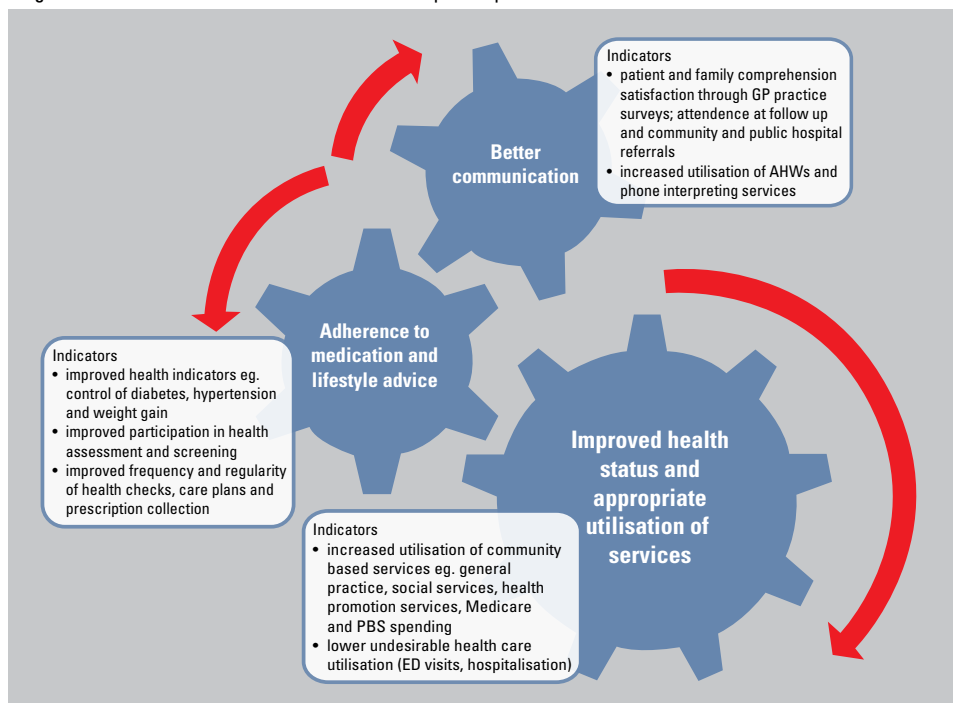 Indicators
• patient and family comprehension
satisfaction through GP practice
surveys; attendence at follow up
and community and public hospital
referrals
• increased utilisation of AHWs and
phone interpreting services
Better
communication
Adherence to
medication and
lifestyle advice
Indicators
• improved health indicators eg.
control of diabetes, hypertension
and weight gain
• improved participation in health
assessment and screening
• improved frequency and regularity
of health checks, care plans and
prescription collection
Improved health
status and
appropriate
utilisation of
services
Indicators
• increased utilisation of community
based services eg. general
practice, social services, health
promotion services, Medicare
and PBS spending
• lower undesirable health care
utilisation (ED visits, hospitalisation)